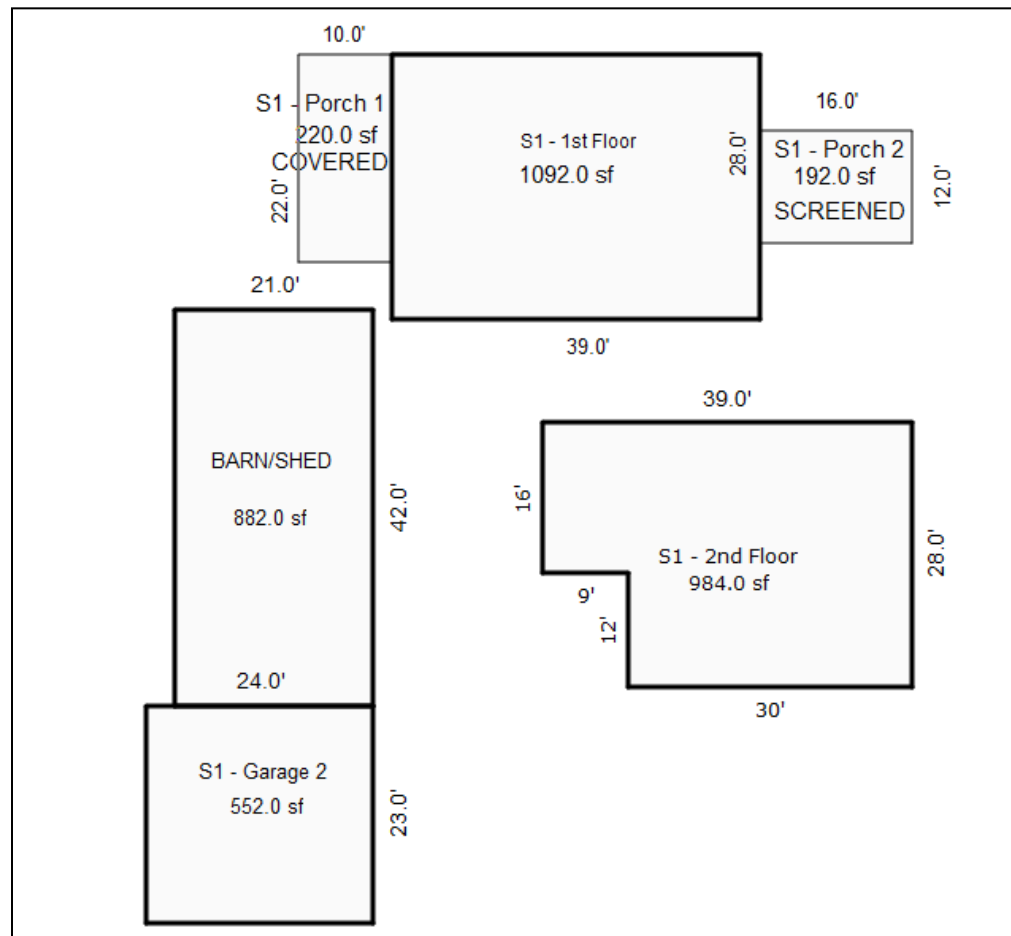 10.0'
S1 - Porch 1
220.0 sf
COVERED
22.0'
S1 - 1st Floor
1092.0 sf
28.0'
39.0'
16.0'
S1 - Porch 2
192.0 sf
SCREENED
12.0'
21.0'
BARN/SHED
882.0 sf
42.0'
39.0'
16'
S1 - 2nd Floor
984.0 sf
28.0'
9'
12'
30'
24.0'
S1 - Garage 2
552.0 sf
23.0'